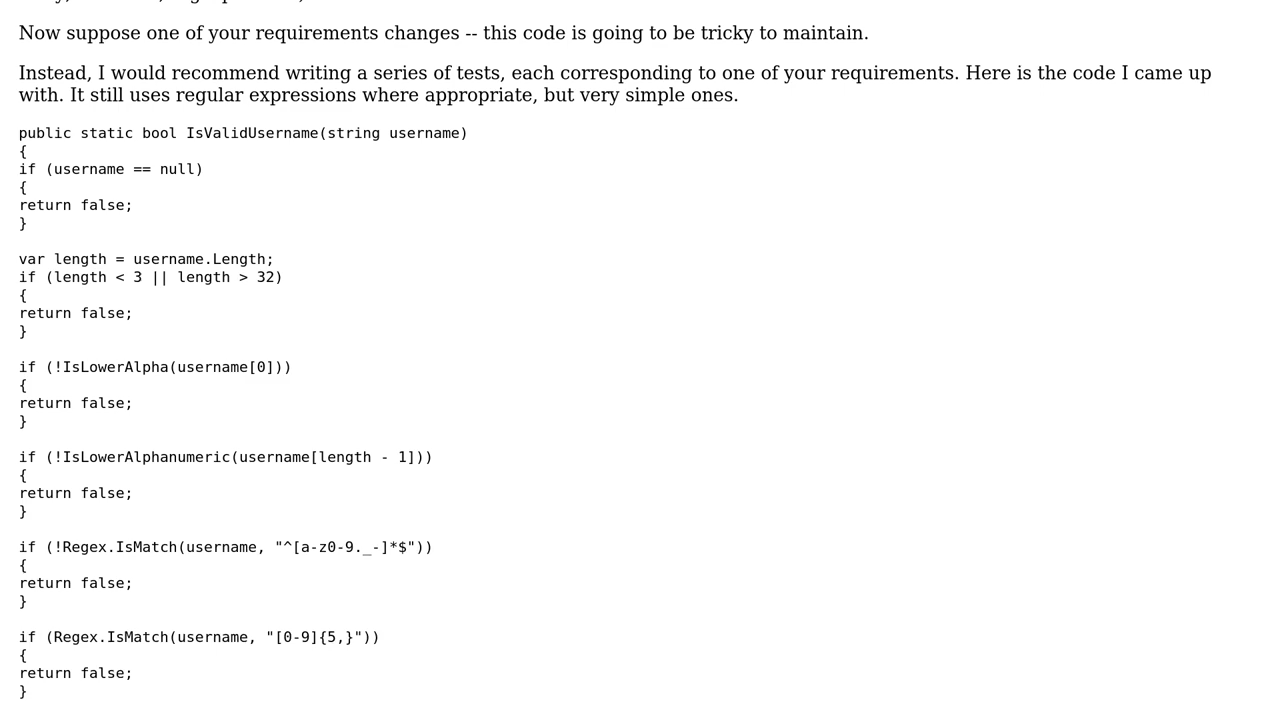 Now suppose one of your requirements changes -- this code is going to be tricky to maintain.
Instead, I would recommend writing a series of tests, each corresponding to one of your requirements. Here is the code I came up
with. It still uses regular expressions where appropriate, but very simple ones.
public static bool IsValidUsername(string username)
{
if (username == null)
{
return false;
}
var length = username.Length;
if (length < 3 || length > 32)
{
return false;
}
if (!IsLowerAlpha(username[0]))
{
return false;
}
if (!IsLowerAlphanumeric(username[length - 1]))
{
return false;
}
if (!Regex.IsMatch(username, "^[a-z0-9._-]*$"))
{
return false;
}
if (Regex.IsMatch(username, "[0-9]{5,}"))
{
return false;
}